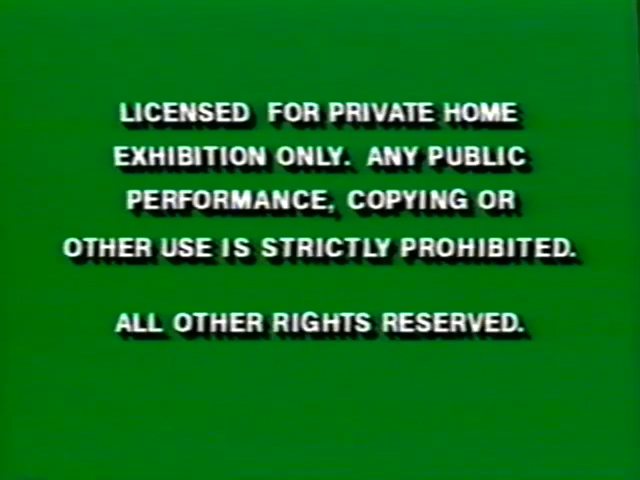 LICENSED FOR PRIVATE HOME
EXHIBITION ONLY. ANY PUBLIC
PERFORMANCE, COPYING OR
OTHER USE IS STRICTLY PROHIBITED.
ALL OTHER RIGHTS RESERVED.